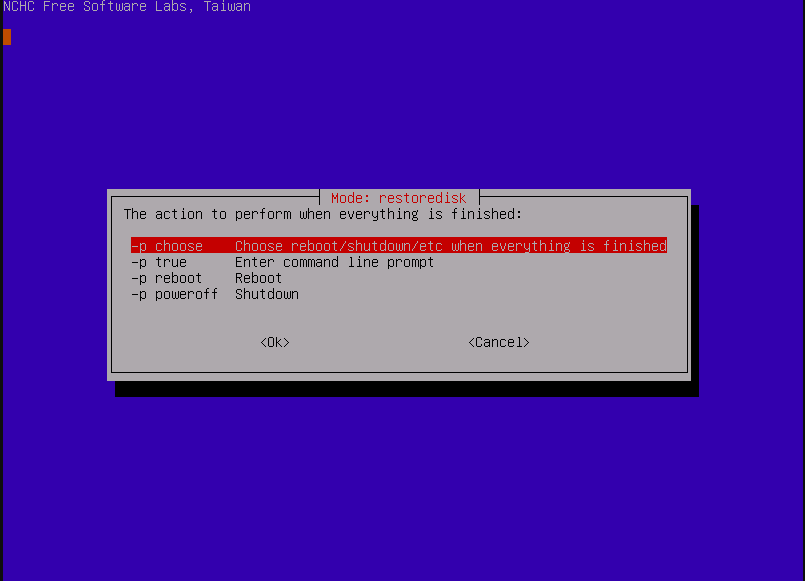 NCHC Free Software Labs, Taiwan
Mode: restoredisk
The action to perform when everything is finished:
-p choose Choose reboot/shutdown/etc when everything is finished
-p true Enter command line prompt
-p reboot Reboot
-p poweroff Shutdown
<Ok> <Cancel>